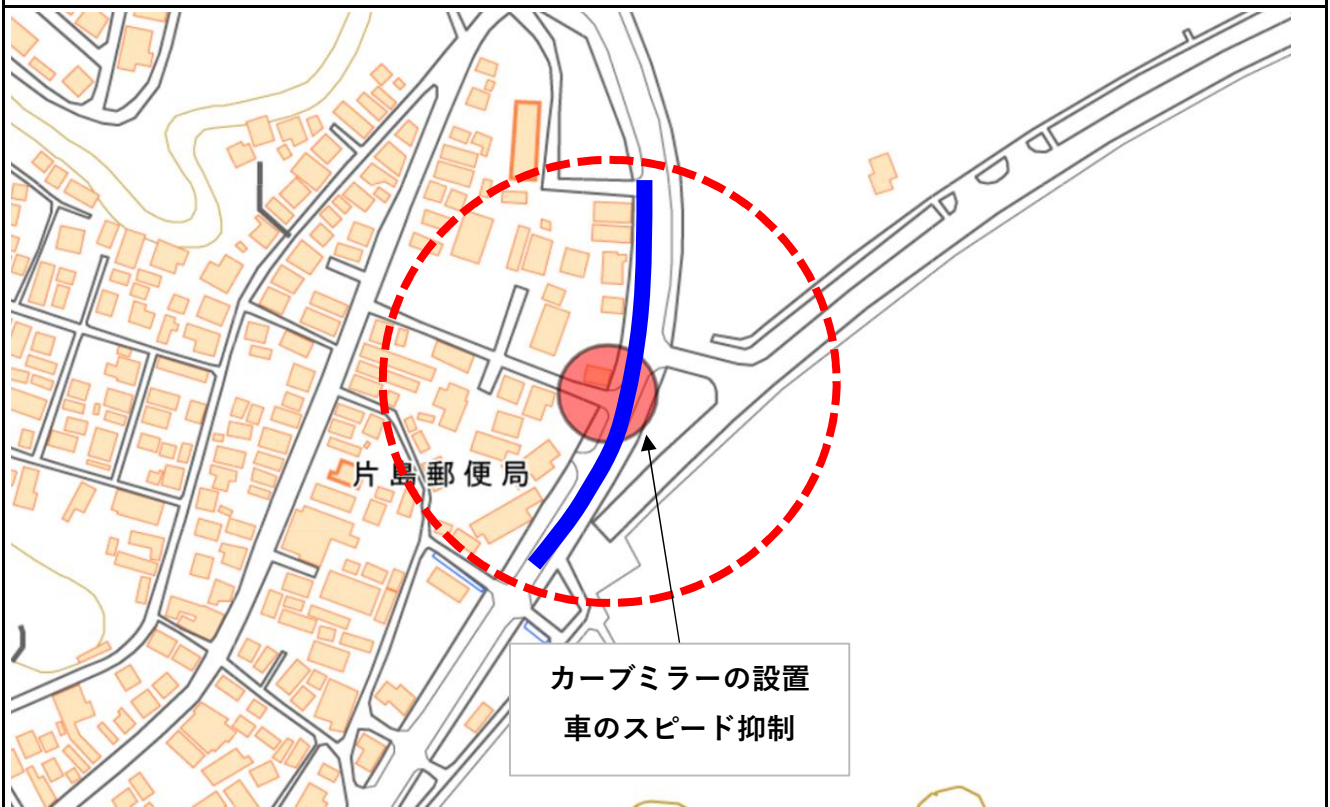 片島郵便局
カーブミラーの設置
車のスピード抑制